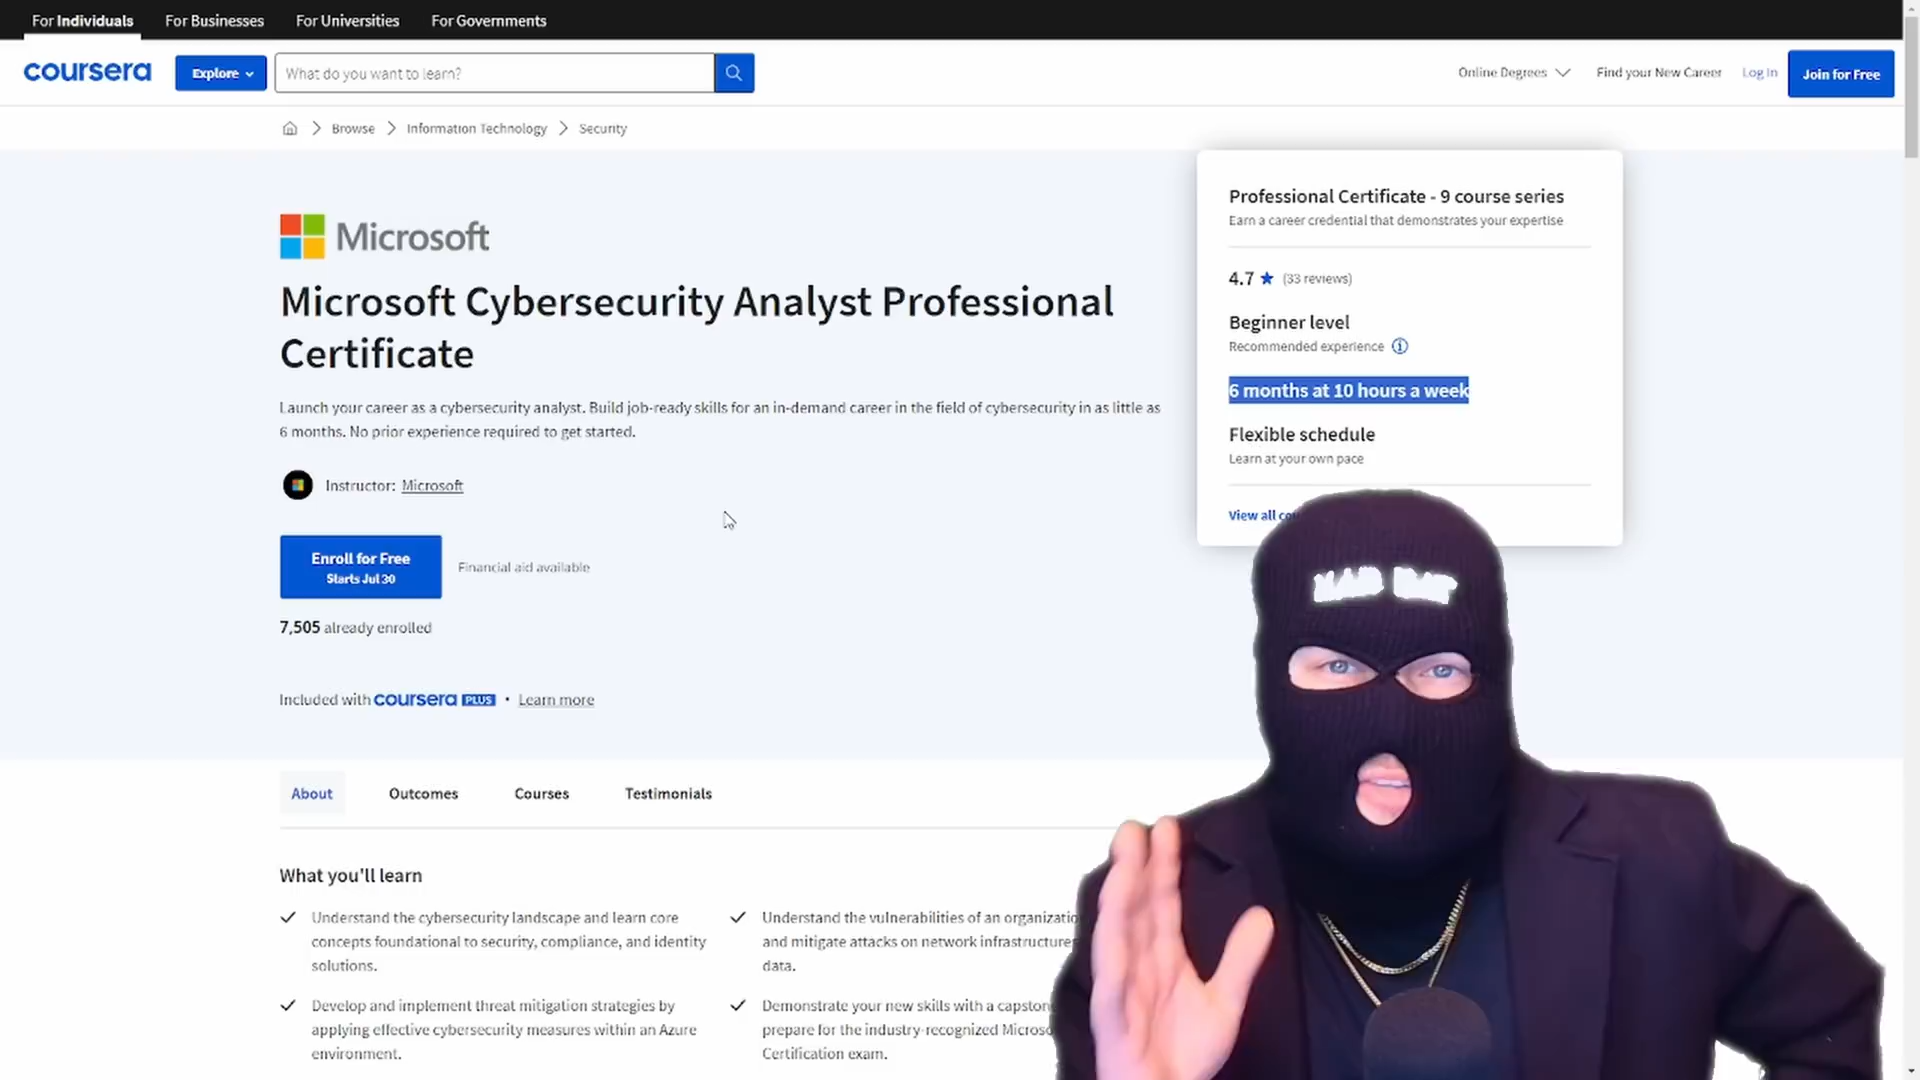 For Individuals For Businesses For Universities For Governments
coursera Explore What do you want to learn? Online Degrees Find your New Career Log In Join for Free
Browse Information Technology Security
Microsoft
Microsoft Cybersecurity Analyst Professional
Certificate
Launch your career as a cybersecurity analyst. Build job-ready skills for an in-demand career in the field of cybersecurity in as little as
6 months. No prior experience required to get started.
Instructor: Microsoft
Enroll for Free
Starts Jul 30
Financial aid available
7,505 already enrolled
Included with coursera PLUS • Learn more
Professional Certificate - 9 course series
Earn a career credential that demonstrates your expertise
4.7 ★ (33 reviews)
Beginner level
Recommended experience
6 months at 10 hours a week
Flexible schedule
Learn at your own pace
View all
About Outcomes Courses Testimonials
What you'll learn
Understand the cybersecurity landscape and learn core
concepts foundational to security, compliance, and identity
solutions.
Understand the vulnerabilities of an
and mitigate attacks on network infrastructure
data.
Develop and implement threat mitigation strategies by
applying effective cybersecurity measures within an Azure
environment.
Demonstrate your new skills with a
prepare for the industry-recognized
Certification exam.